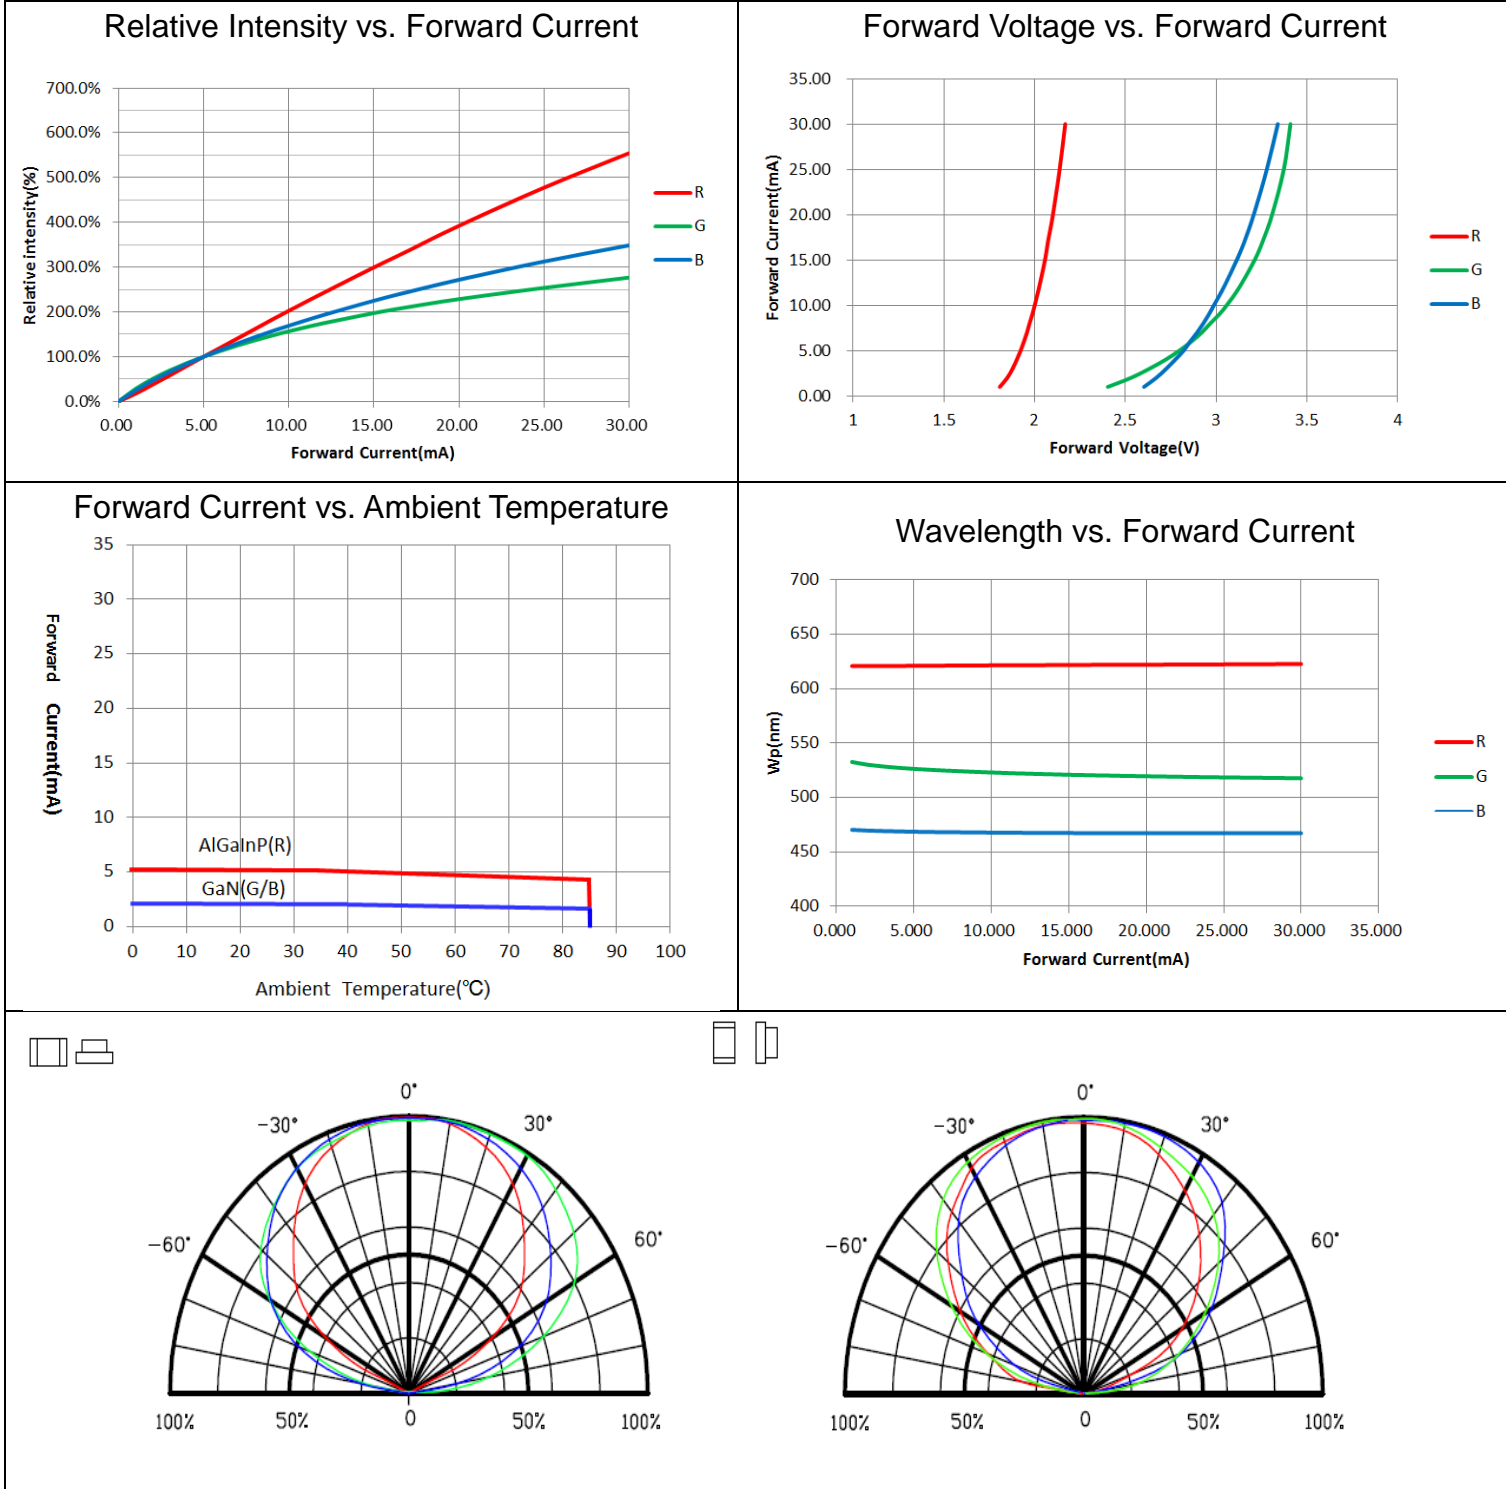 Relative Intensity vs. Forward Current
700.0%
600.0%
500.0%
400.0%
300.0%
200.0%
100.0%
0.0%
Relative intensity(%)
0.00 5.00 10.00 15.00 20.00 25.00 30.00
Forward Current(mA)
R
G
B
Forward Voltage vs. Forward Current
35.00
30.00
25.00
20.00
15.00
10.00
5.00
0.00
Forward Current(mA)
1 1.5 2 2.5 3 3.5 4
Forward Voltage(V)
R
G
B
Forward Current vs. Ambient Temperature
35
30
25
20
15
10
5
0
Forward Current(mA)
AlGaInP(R)
GaN(G/B)
0 10 20 30 40 50 60 70 80 90 100
Ambient Temperature(℃)
Wavelength vs. Forward Current
700
650
600
550
500
450
400
Wp(nm)
0.000 5.000 10.000 15.000 20.000 25.000 30.000 35.000
Forward Current(mA)
R
G
B
0°
-30° 30°
-60° 60°
100% 50% 0 50% 100%
0°
-30° 30°
-60° 60°
100% 50% 0 50% 100%